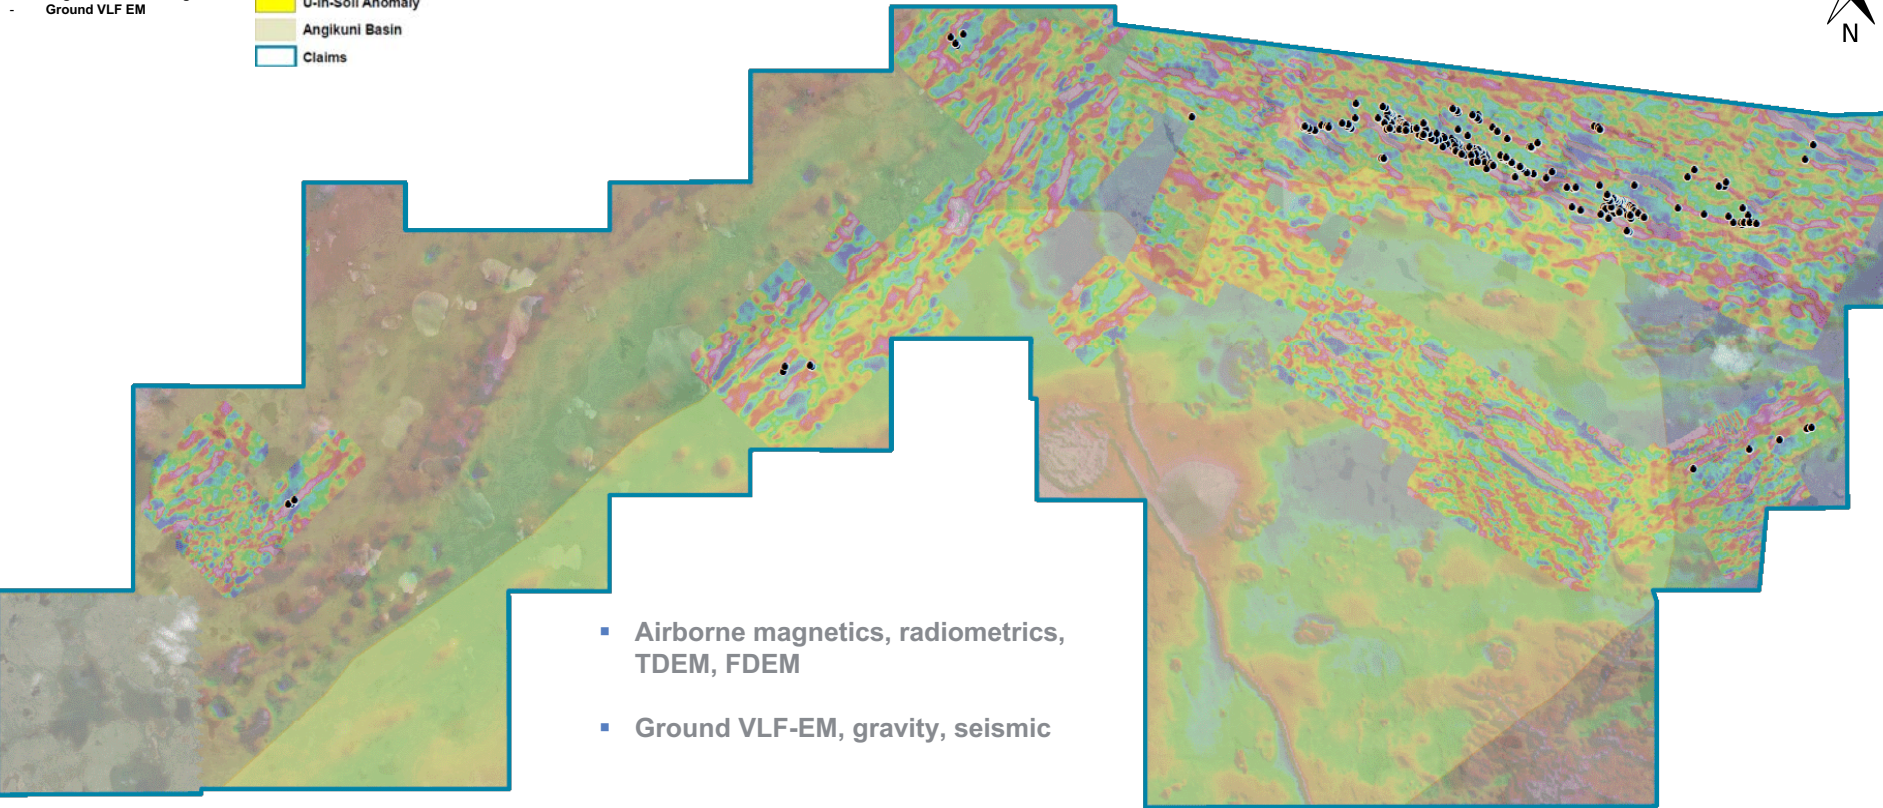 - Ground VLF EM
U-in-Soil Anomaly
Angikuni Basin
Claims
N
▪ Airborne magnetics, radiometrics,
TDEM, FDEM
▪ Ground VLF-EM, gravity, seismic